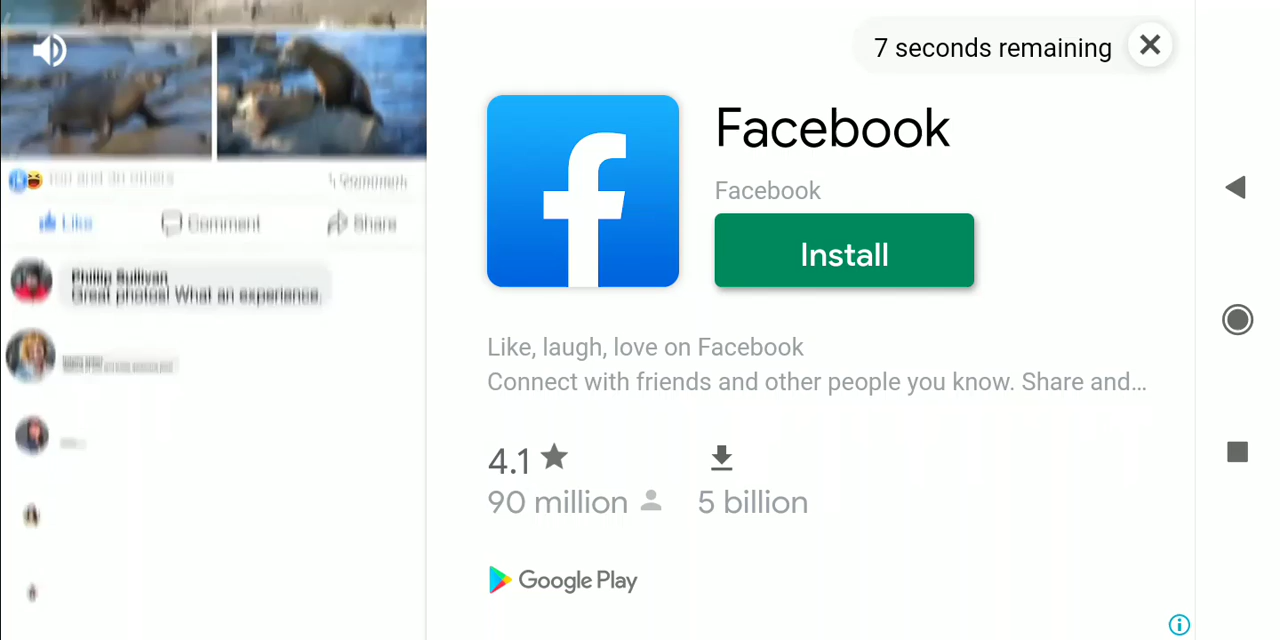 7 seconds remaining
Facebook
Facebook
Install
Like, laugh, love on Facebook
Connect with friends and other people you know. Share and…
4.1
90 million
5 billion
Google Play
Like
Comment
Share
Phillip Sullivan
Great photos! What an experience.